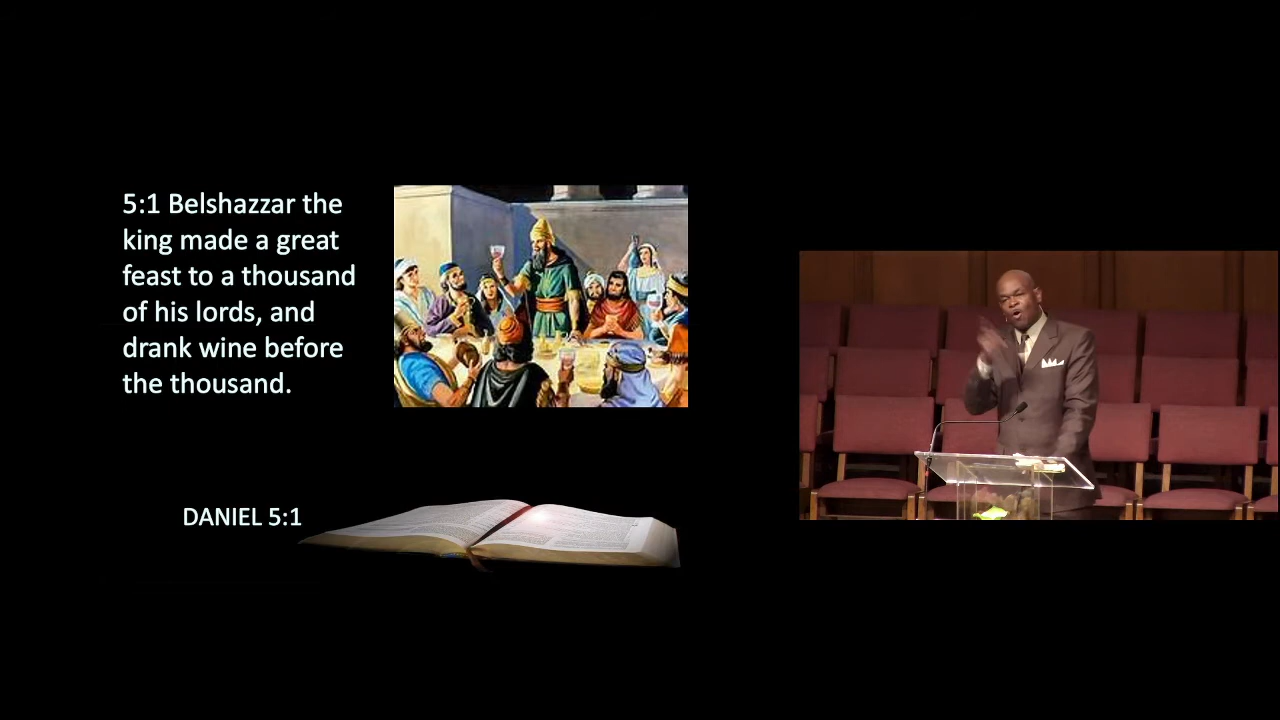 5:1 Belshazzar the
king made a great
feast to a thousand
of his lords, and
drank wine before
the thousand.
DANIEL 5:1